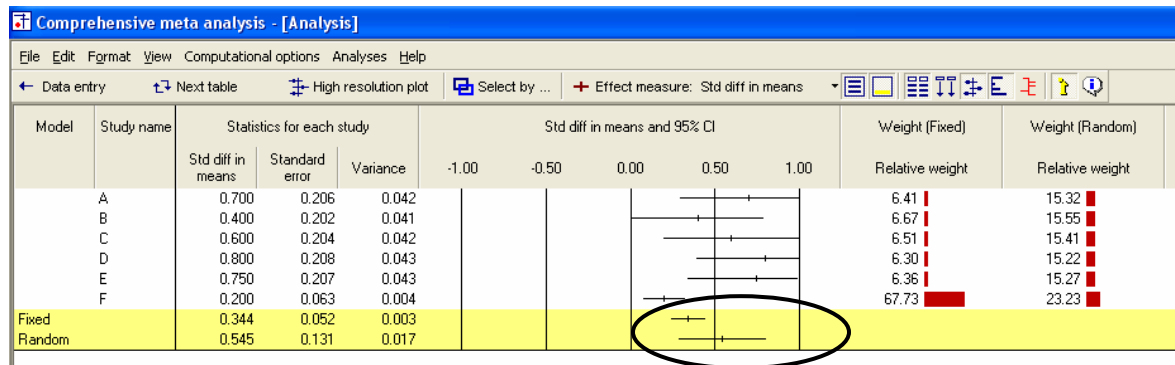 Comprehensive meta analysis - [Analysis]
File Edit Format View Computational options Analyses Help
← Data entry Next table High resolution plot Select by ... + Effect measure: Std diff in means
Model Study name Statistics for each study Std diff in means and 95% CI Weight (Fixed) Weight (Random)
Std diff in means Standard error Variance -1.00 -0.50 0.00 0.50 1.00 Relative weight Relative weight
A 0.700 0.206 0.042 6.41 15.32
B 0.400 0.202 0.041 6.67 15.55
C 0.600 0.204 0.042 6.51 15.41
D 0.800 0.208 0.043 6.30 15.22
E 0.750 0.207 0.043 6.36 15.27
F 0.200 0.063 0.004 67.73 23.23
Fixed 0.344 0.052 0.003
Random 0.545 0.131 0.017